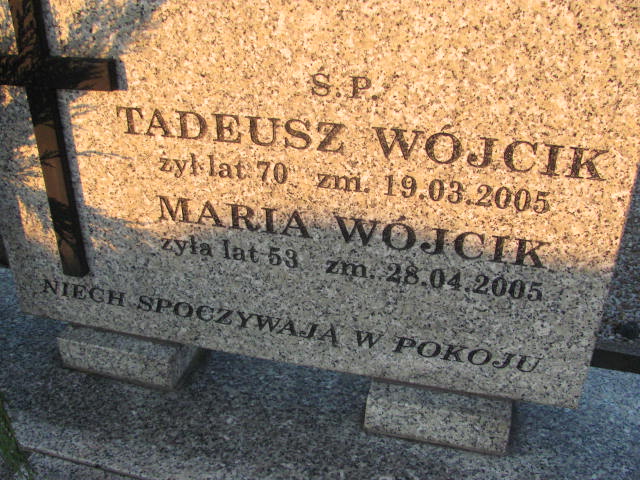 Ś.P.
TADEUSZ WÓJCIK
żył lat 70 zm. 19.03.2005
MARIA WÓJCIK
żyła lat 53 zm. 28.04.2005
NIECH SPOCZYWAJĄ W POKOJU